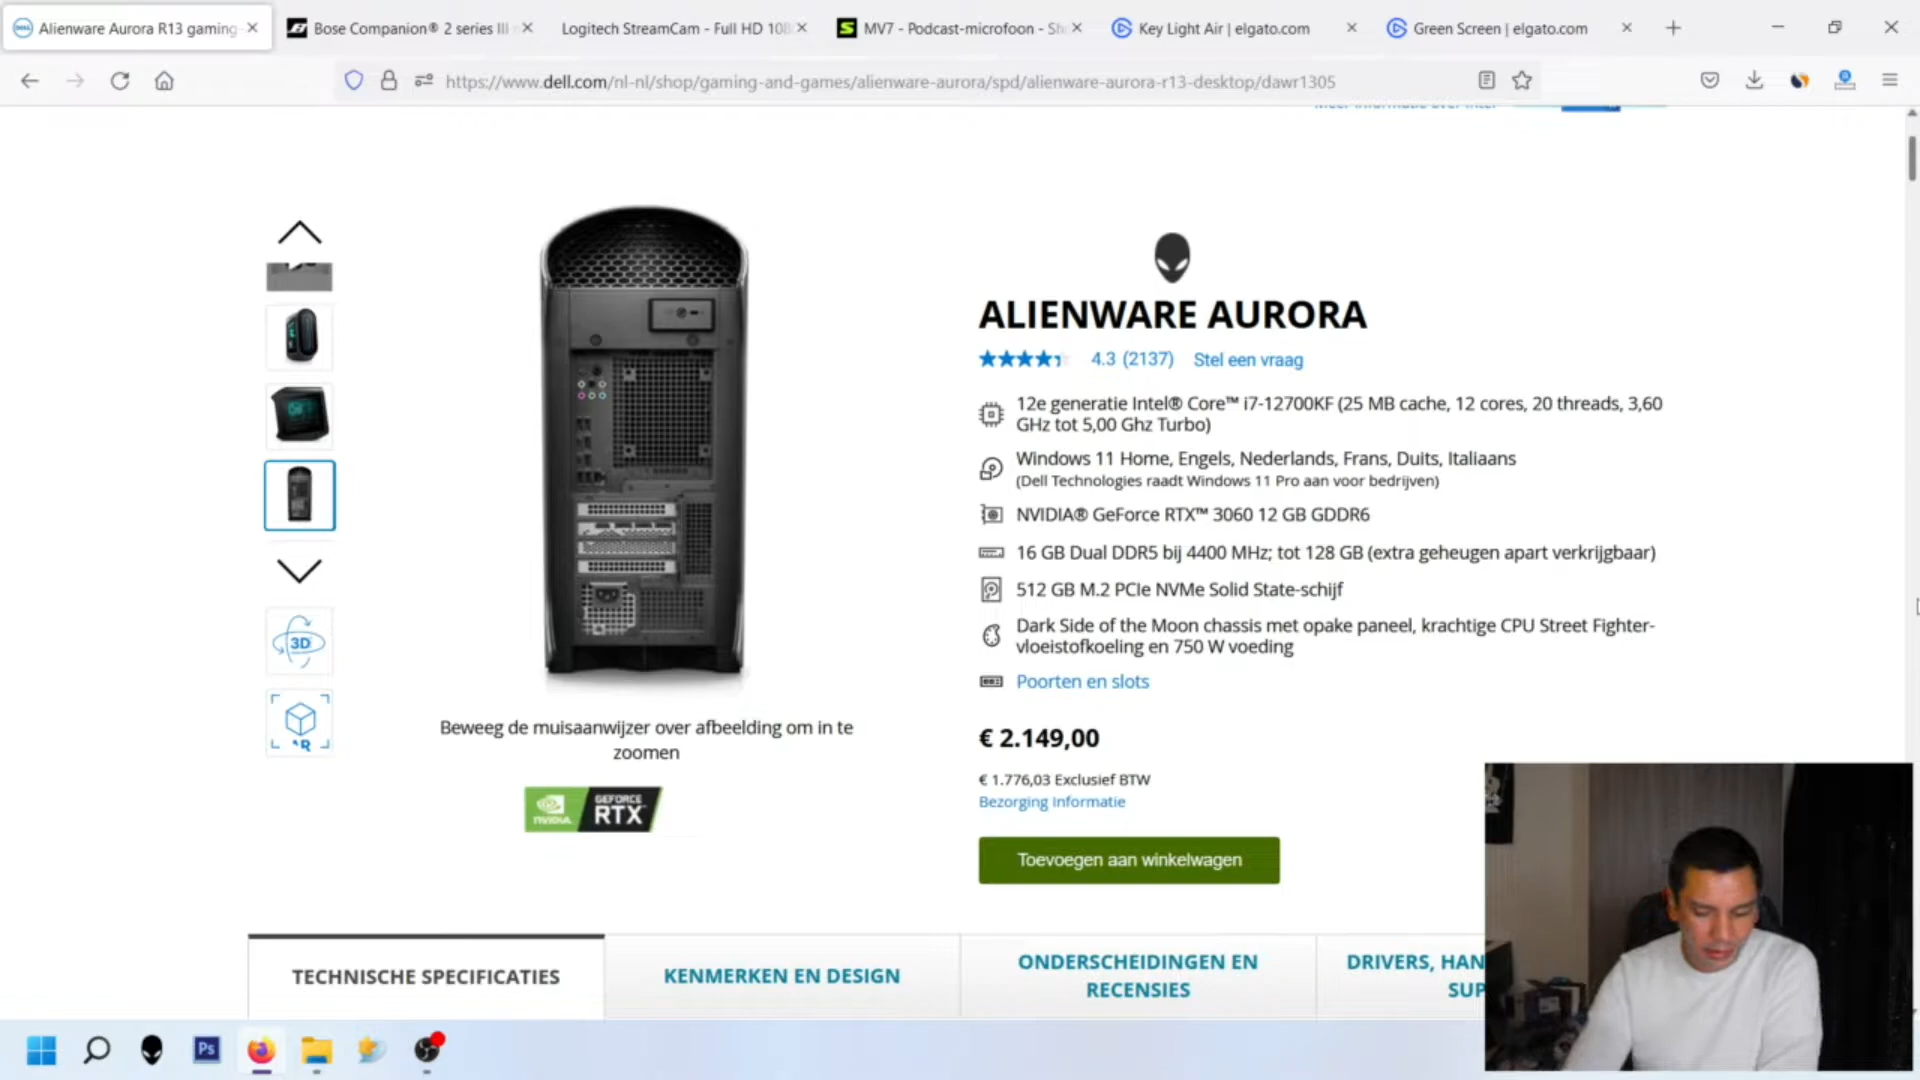 Alienware Aurora R13 gaming-
Bose Companion® 2 series III
Logitech StreamCam - Full HD 108
MV7 - Podcast-microfoon - Sh
Key Light Air | elgato.com
Green Screen | elgato.com
https://www.dell.com/nl-nl/shop/gaming-and-games/alienware-aurora/spd/alienware-aurora-r13-desktop/dawr1305
ALIENWARE AURORA
4.3 (2137) Stel een vraag
12e generatie Intel® Core™ i7-12700KF (25 MB cache, 12 cores, 20 threads, 3,60
GHz tot 5,00 Ghz Turbo)
Windows 11 Home, Engels, Nederlands, Frans, Duits, Italiaans
(Dell Technologies raadt Windows 11 Pro aan voor bedrijven)
NVIDIA® GeForce RTX™ 3060 12 GB GDDR6
16 GB Dual DDR5 bij 4400 MHz; tot 128 GB (extra geheugen apart verkrijgbaar)
512 GB M.2 PCIe NVMe Solid State-schijf
Dark Side of the Moon chassis met opake paneel, krachtige CPU Street Fighter-
vloeistofkoeling en 750 W voeding
Poorten en slots
3D
Beweeg de muisaanwijzer over afbeelding om in te
zoomen
NVIDIA.
GEFORCE
RTX
€ 2.149,00
€ 1.776,03 Exclusief BTW
Bezorging Informatie
Toevoegen aan winkelwagen
TECHNISCHE SPECIFICATIES
KENMERKEN EN DESIGN
ONDERSCHEIDINGEN EN
RECENSIES
DRIVERS, HAN
SUP
Ps